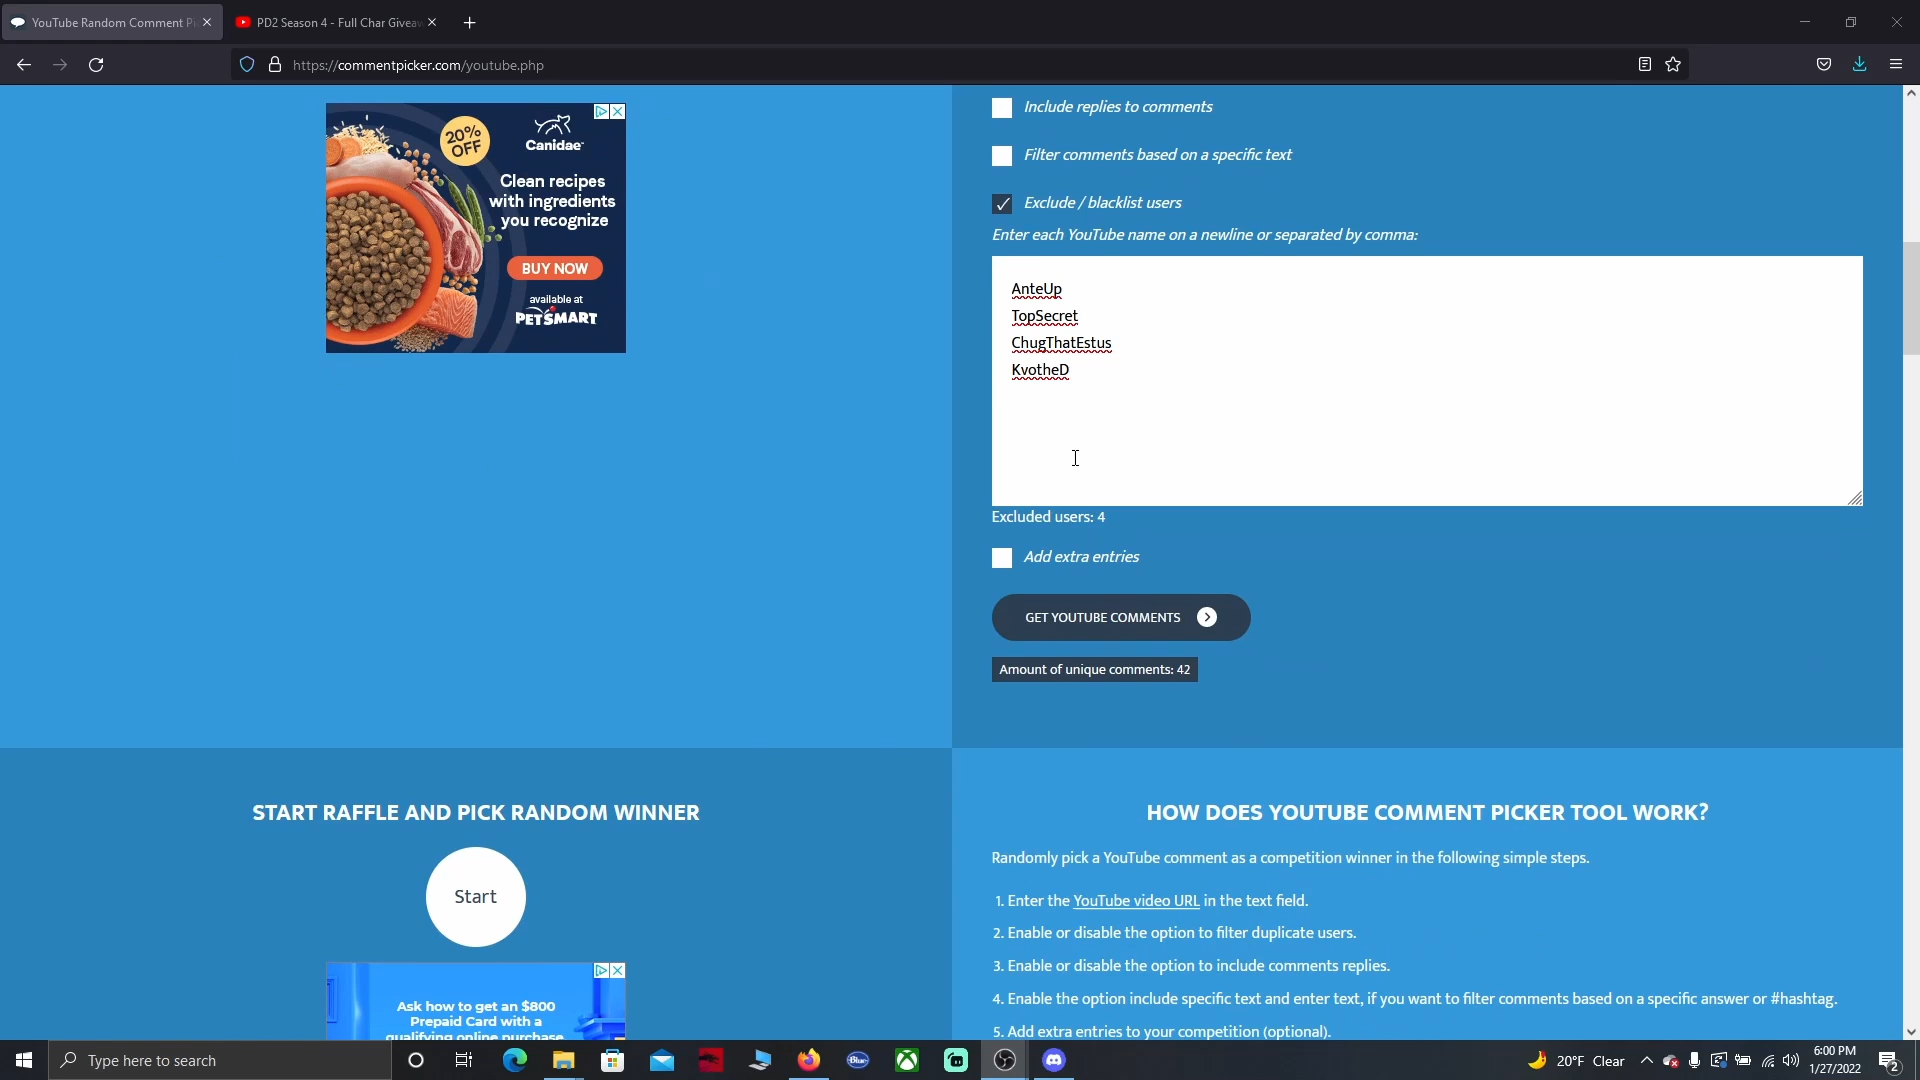 YouTube Random Comment Pi
PD2 Season 4 - Full Char Giveaw
https://commentpicker.com/youtube.php
20%
OFF
Canidae
Clean recipes
with ingredients
you recognize
BUY NOW
available at
PETSMART
Include replies to comments
Filter comments based on a specific text
Exclude / blacklist users
Enter each YouTube name on a newline or separated by comma:
AnteUp
TopSecret
ChugThatEstus
KvotheD
Excluded users: 4
Add extra entries
GET YOUTUBE COMMENTS
Amount of unique comments: 42
START RAFFLE AND PICK RANDOM WINNER
Start
Ask how to get an $800
Prepaid Card with a
qualifying online purchase
HOW DOES YOUTUBE COMMENT PICKER TOOL WORK?
Randomly pick a YouTube comment as a competition winner in the following simple steps.
1. Enter the YouTube video URL in the text field.
2. Enable or disable the option to filter duplicate users.
3. Enable or disable the option to include comments replies.
4. Enable the option include specific text and enter text, if you want to filter comments based on a specific answer or #hashtag.
5. Add extra entries to your competition (optional).
Type here to search
Blue
20°F Clear
6:00 PM
1/27/2022
2